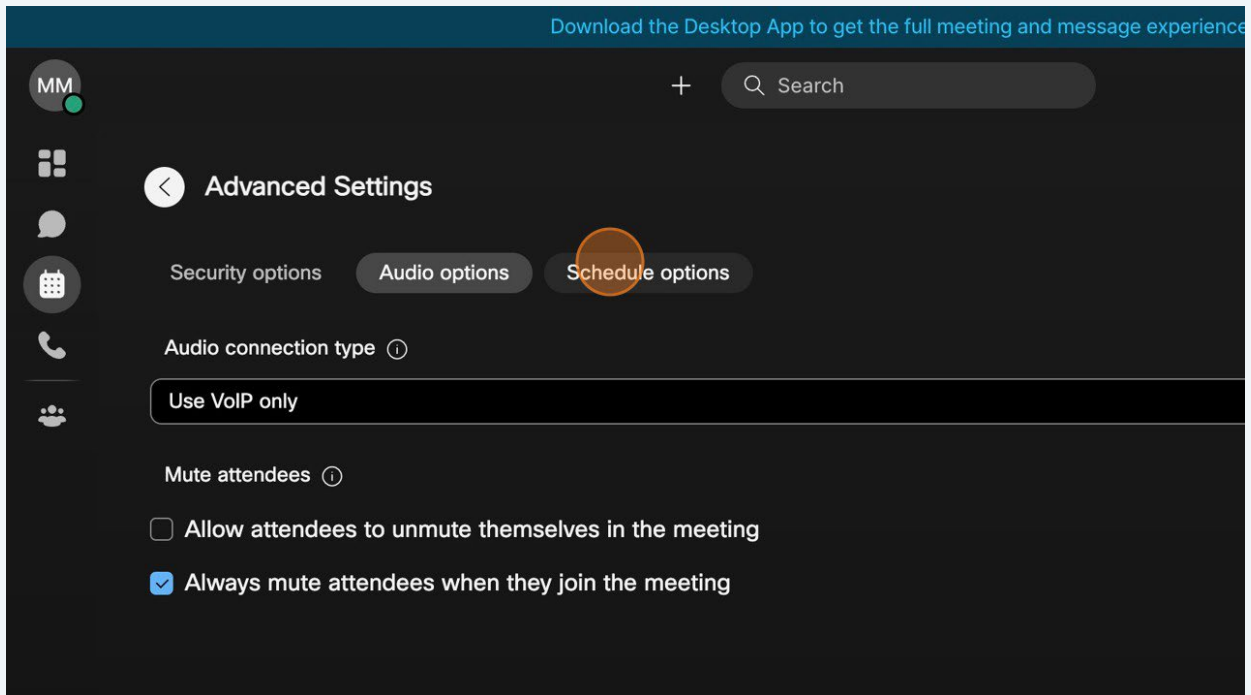 Download the Desktop App to get the full meeting and message experience
MM
Search
Advanced Settings
Security options
Audio options
Schedule options
Audio connection type
Use VoIP only
Mute attendees
Allow attendees to unmute themselves in the meeting
Always mute attendees when they join the meeting